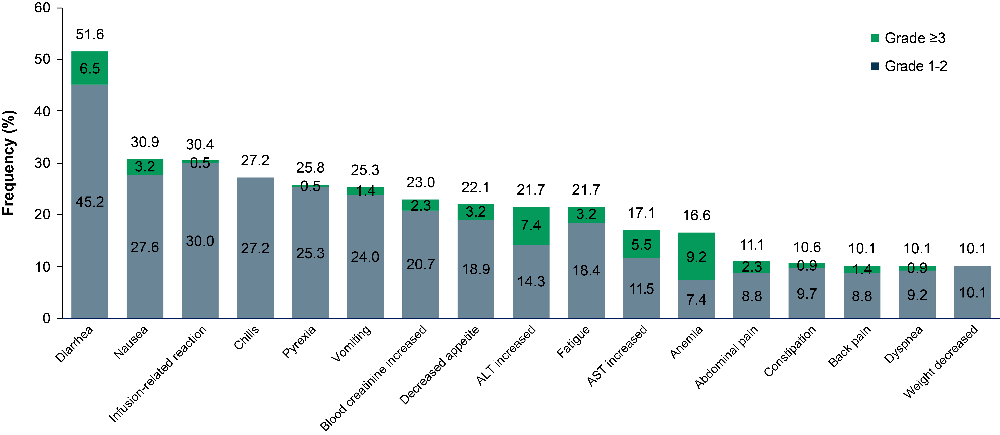 60
50
40
30
20
10
0
Frequency (%)
Grade ≥3
Grade 1-2
51.6
6.5
45.2
30.9
3.2
27.6
30.4
0.5
30.0
27.2
27.2
25.8
0.5
25.3
25.3
1.4
24.0
23.0
2.3
20.7
22.1
3.2
18.9
21.7
7.4
14.3
21.7
3.2
18.4
17.1
5.5
11.5
16.6
9.2
7.4
11.1
2.3
8.8
10.6
0.9
9.7
10.1
1.4
8.8
10.1
0.9
9.2
10.1
10.1
Diarrhea
Nausea
Infusion-related reaction
Chills
Pyrexia
Vomiting
Blood creatinine increased
Decreased appetite
ALT increased
Fatigue
AST increased
Anemia
Abdominal pain
Constipation
Back pain
Dyspnea
Weight decreased